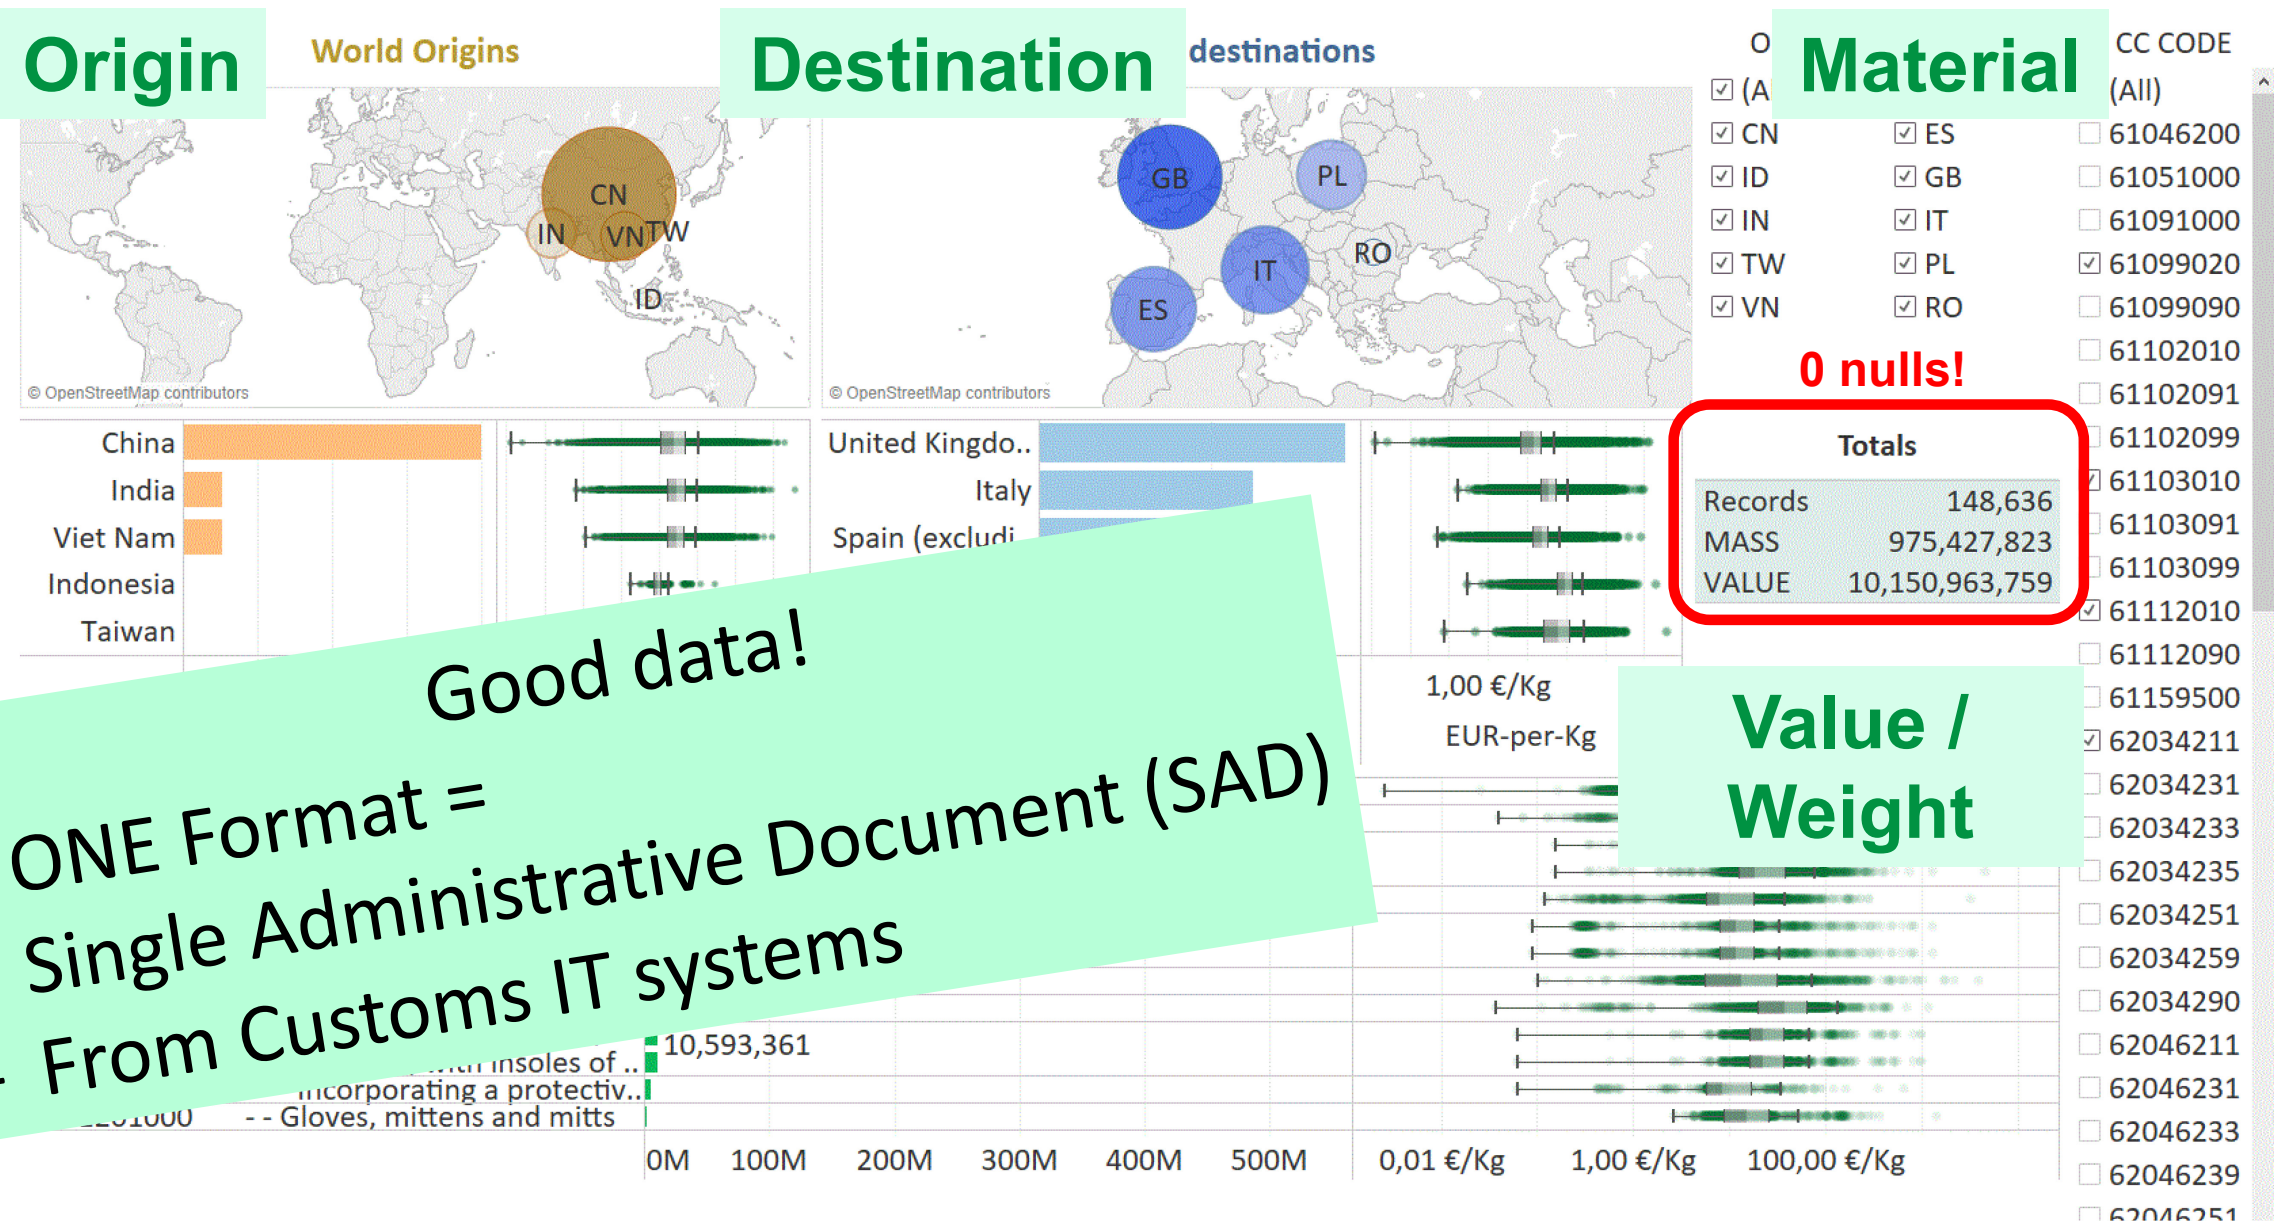 Origin
World Origins
Destination
destinations
Material
CC CODE
(All)
CN
ES
ID
GB
IN
IT
TW
PL
VN
RO
CN
IN
VN
TW
ID
GB
PL
IT
RO
ES
© OpenStreetMap contributors
© OpenStreetMap contributors
0 nulls!
China
India
Viet Nam
Indonesia
Taiwan
United Kingdo..
Italy
Spain (excludi
Totals
Records 148,636
MASS 975,427,823
VALUE 10,150,963,759
1,00 €/Kg
EUR-per-Kg
Value /
Weight
Good data!
ONE Format =
Single Administrative Document (SAD)
From Customs IT systems
insoles of ..
10,593,361
incorporating a protectiv..
- - Gloves, mittens and mitts
0M 100M 200M 300M 400M 500M
0,01 €/Kg 1,00 €/Kg 100,00 €/Kg
61046200
61051000
61091000
61099020
61099090
61102010
61102091
61102099
61103010
61103091
61103099
61112010
61112090
61159500
62034211
62034231
62034233
62034235
62034251
62034259
62034290
62046211
62046231
62046233
62046239
62046251